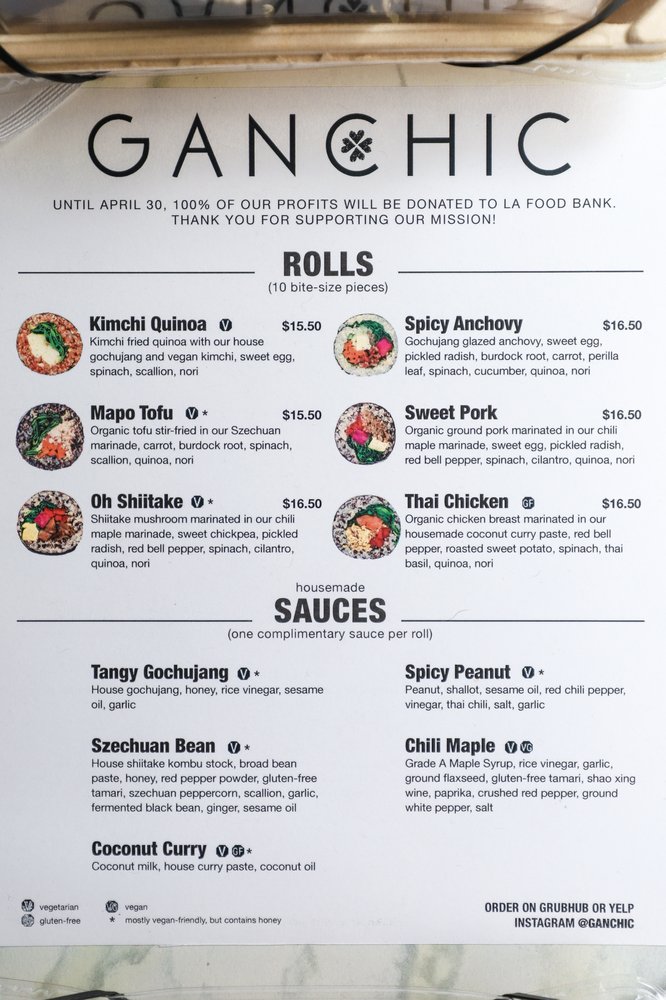 GANCHIC
UNTIL APRIL 30, 100% OF OUR PROFITS WILL BE DONATED TO LA FOOD BANK.
THANK YOU FOR SUPPORTING OUR MISSION!
ROLLS
(10 bite-size pieces)
Kimchi Quinoa V $15.50
Kimchi fried quinoa with our house
gochujang and vegan kimchi, sweet egg,
spinach, scallion, nori
Mapo Tofu V * $15.50
Organic tofu stir-fried in our Szechuan
marinade, carrot, burdock root, spinach,
scallion, quinoa, nori
Oh Shiitake V * $16.50
Shiitake mushroom marinated in our chili
maple marinade, sweet chickpea, pickled
radish, red bell pepper, spinach, cilantro,
quinoa, nori
Spicy Anchovy $16.50
Gochujang glazed anchovy, sweet egg,
pickled radish, burdock root, carrot, perilla
leaf, spinach, cucumber, quinoa, nori
Sweet Pork $16.50
Organic ground pork marinated in our chili
maple marinade, sweet egg, pickled radish,
red bell pepper, spinach, cilantro, quinoa, nori
Thai Chicken GF $16.50
Organic chicken breast marinated in our
housemade coconut curry paste, red bell
pepper, roasted sweet potato, spinach, thai
basil, quinoa, nori
housemade
SAUCES
(one complimentary sauce per roll)
Tangy Gochujang V *
House gochujang, honey, rice vinegar, sesame
oil, garlic
Szechuan Bean V *
House shiitake kombu stock, broad bean
paste, honey, red pepper powder, gluten-free
tamari, szechuan peppercorn, scallion, garlic,
fermented black bean, ginger, sesame oil
Coconut Curry V GF *
Coconut milk, house curry paste, coconut oil
Spicy Peanut V *
Peanut, shallot, sesame oil, red chili pepper,
vinegar, thai chili, salt, garlic
Chili Maple V VG
Grade A Maple Syrup, rice vinegar, garlic,
ground flaxseed, gluten-free tamari, shao xing
wine, paprika, crushed red pepper, ground
white pepper, salt
V vegetarian
GF gluten-free
VG vegan
* mostly vegan-friendly, but contains honey
ORDER ON GRUBHUB OR YELP
INSTAGRAM @GANCHIC